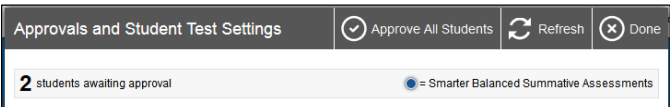 Approvals and Student Test Settings Approve All Students Refresh Done
2 students awaiting approval = Smarter Balanced Summative Assessments